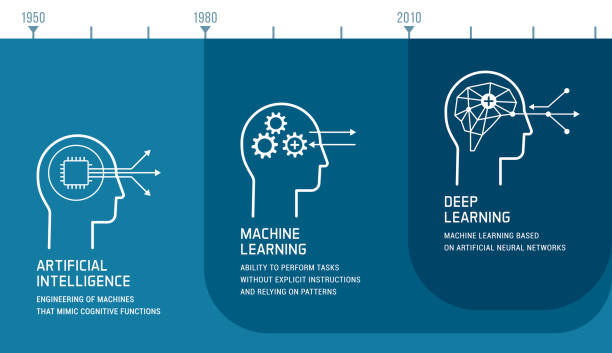 1950
1980
2010
ARTIFICIAL
INTELLIGENCE
ENGINEERING OF MACHINES
THAT MIMIC COGNITIVE FUNCTIONS
MACHINE
LEARNING
ABILITY TO PERFORM TASKS
WITHOUT EXPLICIT INSTRUCTIONS
AND RELYING ON PATTERNS
DEEP
LEARNING
MACHINE LEARNING BASED
ON ARTIFICIAL NEURAL NETWORKS